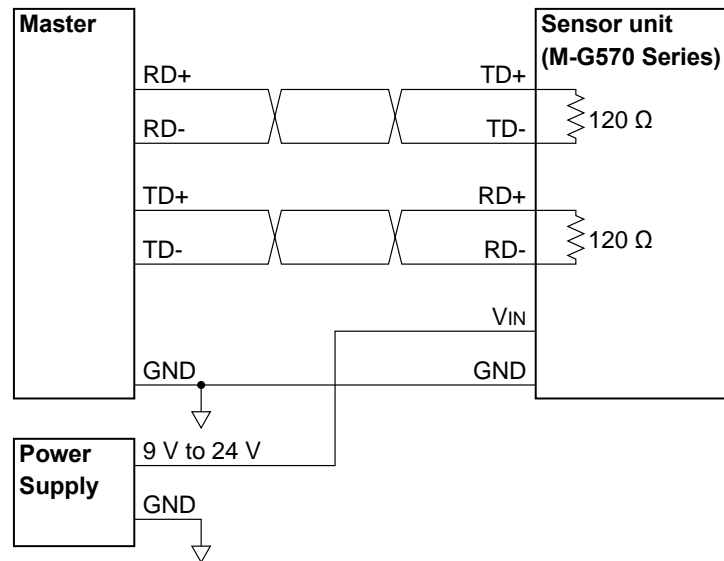 Master
Sensor unit
(M-G570 Series)
RD+
TD+
120 Ω
RD-
TD-
TD+
RD+
120 Ω
TD-
RD-
VIN
GND
GND
Power
Supply
9 V to 24 V
GND